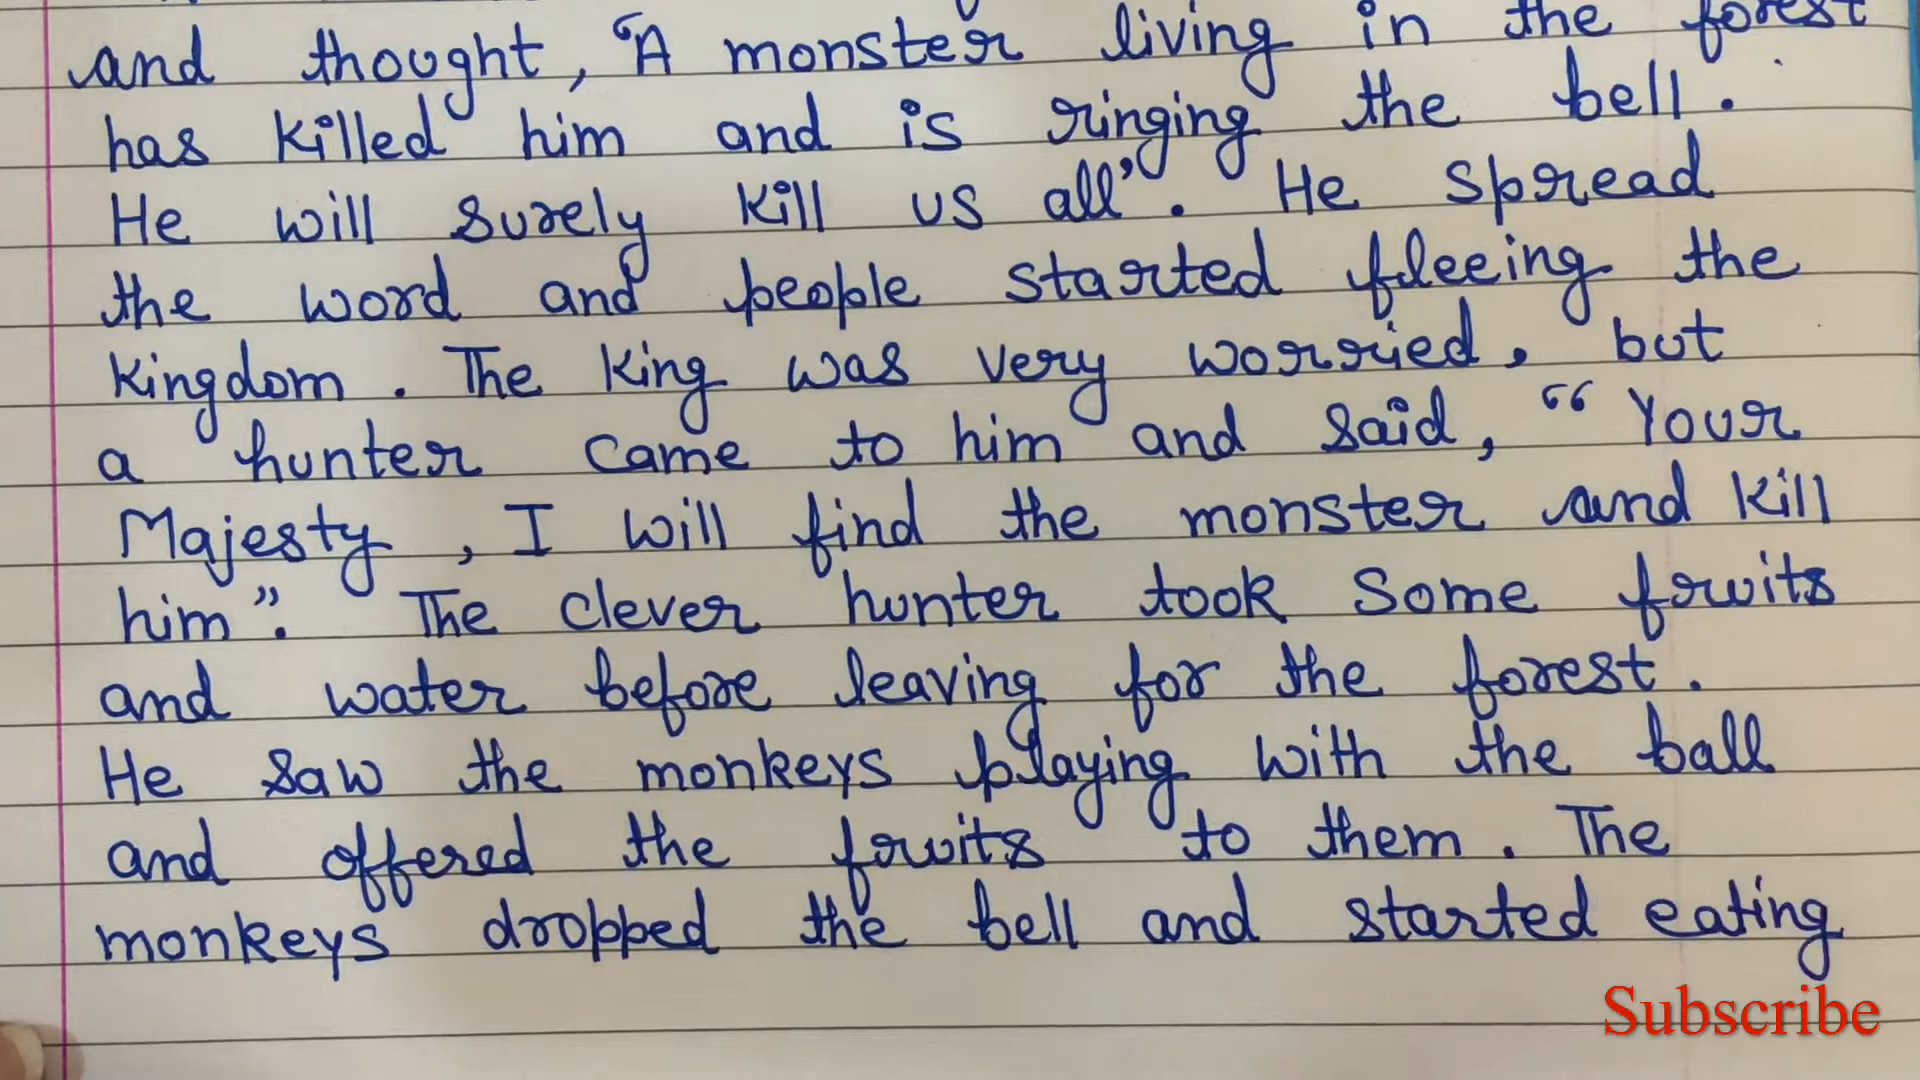 and thought, “A monster living in the forest
has killed him and is ringing the bell.
He will surely kill us all”. He spread
the word and people started fleeing the
kingdom. The king was very worried, but
a hunter came to him and said, “Your
Majesty, I will find the monster and kill
him”. The clever hunter took some fruits
and water before leaving for the forest.
He saw the monkeys playing with the ball
and offered the fruits to them. The
monkeys dropped the bell and started eating
Subscribe